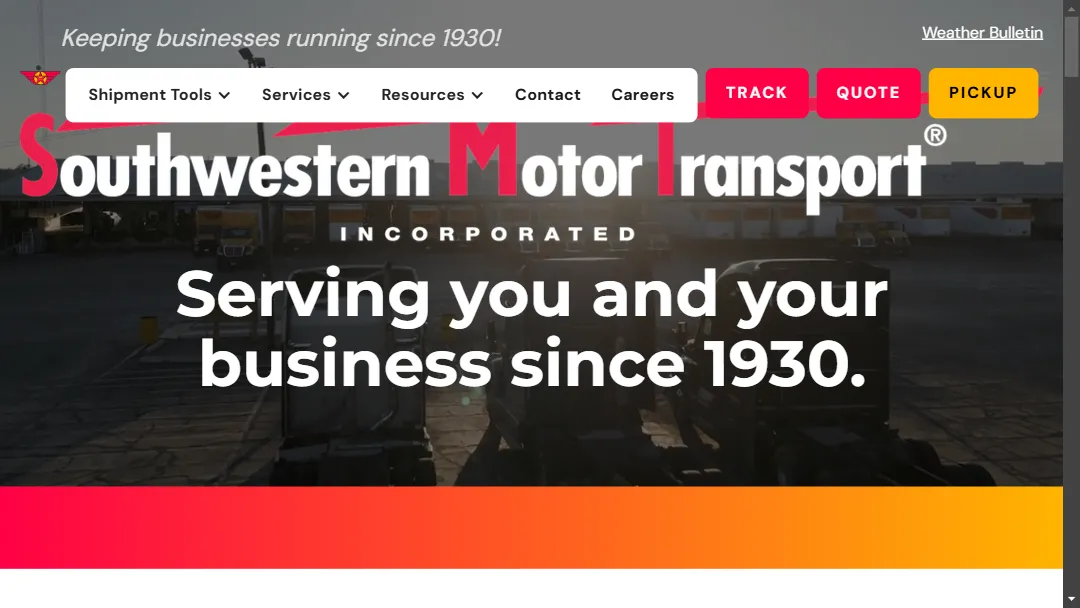 Keeping businesses running since 1930!
Weather Bulletin
Shipment Tools
Services
Resources
Contact
Careers
TRACK
QUOTE
PICKUP
Southwestern Motor Transport®
INCORPORATED
Serving you and your
business since 1930.